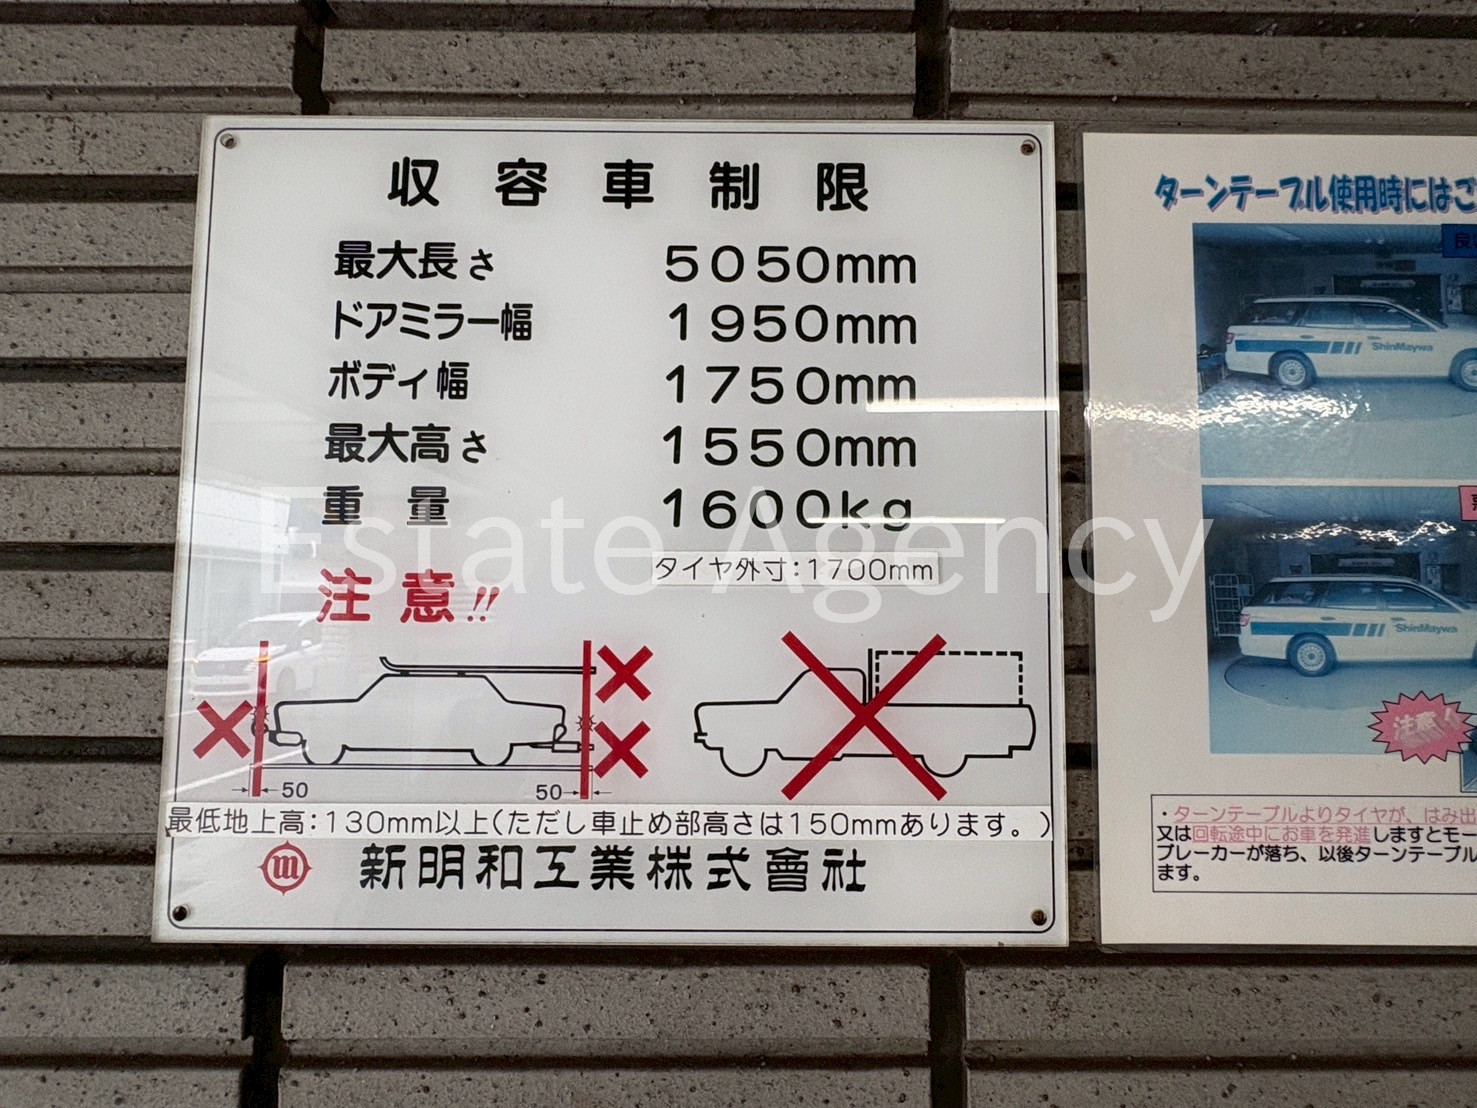 収容車制限
最大長さ 5050mm
ドアミラー幅 1950mm
ボディ幅 1750mm
最大高さ 1550mm
重量 1600kg
タイヤ外寸:1700mm
注意!!
50 50
最低地上高:130mm以上(ただし車止め部高さは150mmあります。)
新明和工業株式會社
Estate Agency
ターンテーブル使用時にはご
ShinMaywa
ShinMaywa
注意!
・ターンテーブルよりタイヤが、はみ出
又は回転途中にお車を発進しますとモー
ブレーカーが落ち、以後ターンテーブル
ます。